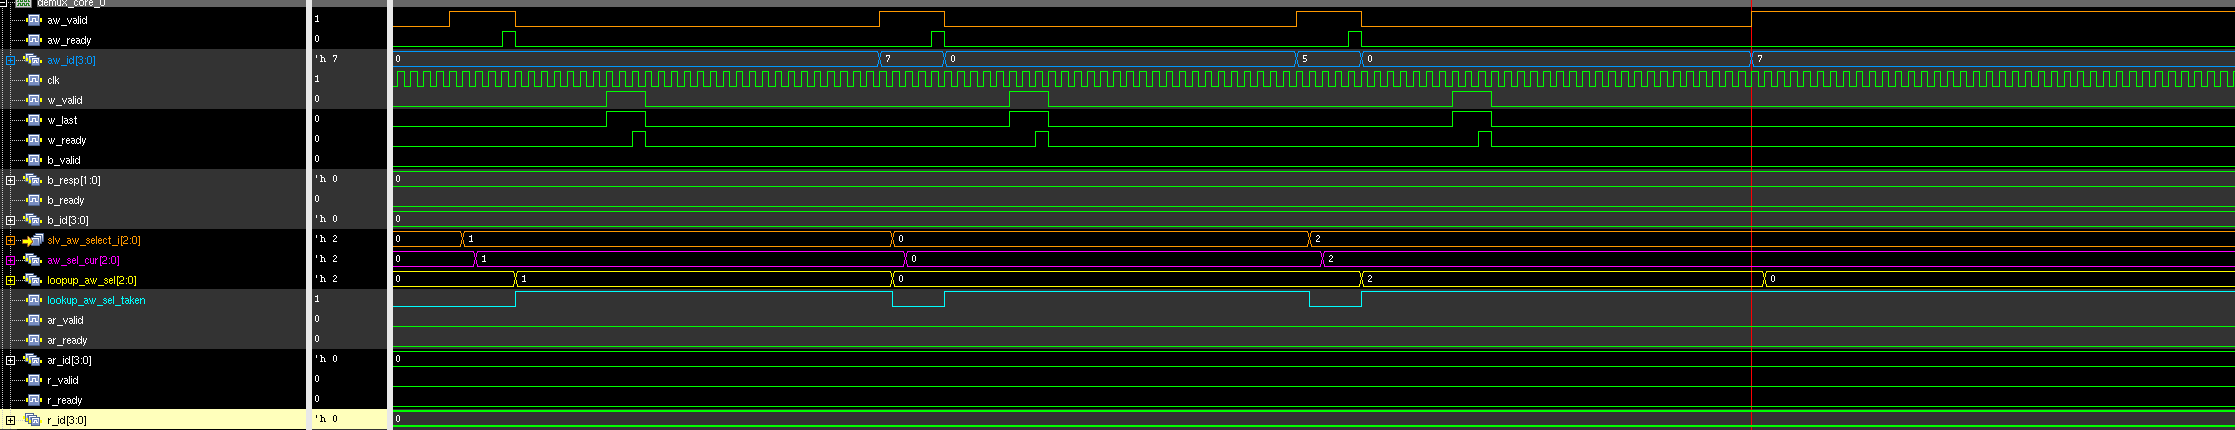 demux_core_0
aw_valid 1
aw_ready 0
aw_id[3:0] 'h 7 0 7 0 5 0 7
clk 1
w_valid 0
w_last 0
w_ready 0
b_valid 0
b_resp[1:0] 'h 0 0
b_ready 0
b_id[3:0] 'h 0 0
slv_aw_select_i[2:0] 'h 2 0 1 0 2
aw_sel_cur[2:0] 'h 2 0 1 0 2
loopup_aw_sel[2:0] 'h 2 0 1 0 2 0
lookup_aw_sel_taken 1
ar_valid 0
ar_ready 0
ar_id[3:0] 'h 0 0
r_valid 0
r_ready 0
r_id[3:0] 'h 0 0